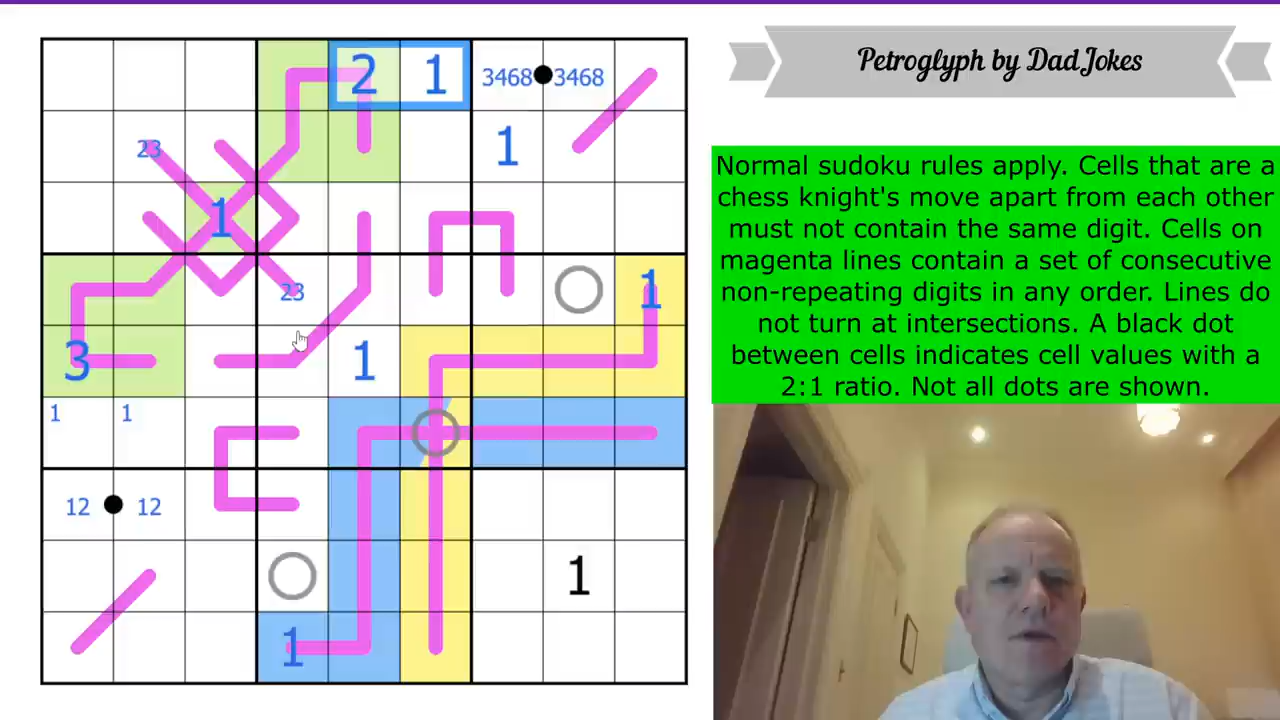 Petroglyph by DadJokes
2 1 3468 3468
23 1
1
23 1
3 1
1 1
12 12
1
1
Normal sudoku rules apply. Cells that are a
chess knight's move apart from each other
must not contain the same digit. Cells on
magenta lines contain a set of consecutive
non-repeating digits in any order. Lines do
not turn at intersections. A black dot
between cells indicates cell values with a
2:1 ratio. Not all dots are shown.